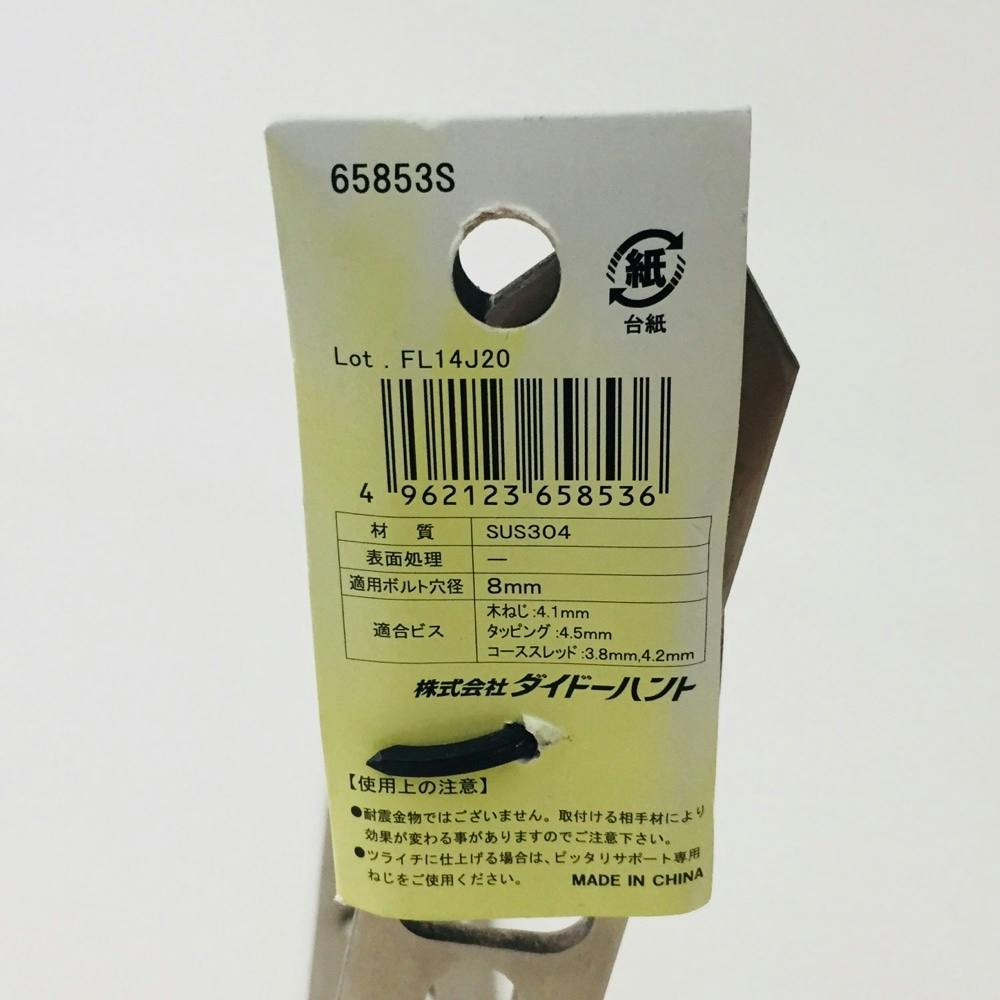 65853S
紙
台紙
Lot . FL14J20
4 962123 658536
材 質 SUS304
表面処理 —
適用ボルト穴径 8mm
適合ビス 木ねじ:4.1mm
タッピング:4.5mm
コーススレッド:3.8mm,4.2mm
株式会社ダイドーハント
【使用上の注意】
●耐震金物ではございません。取付ける相手材により
効果が変わる事がありますのでご注意下さい。
●ツライチに仕上げる場合は、ピッタリサポート専用
ねじをご使用ください。 MADE IN CHINA